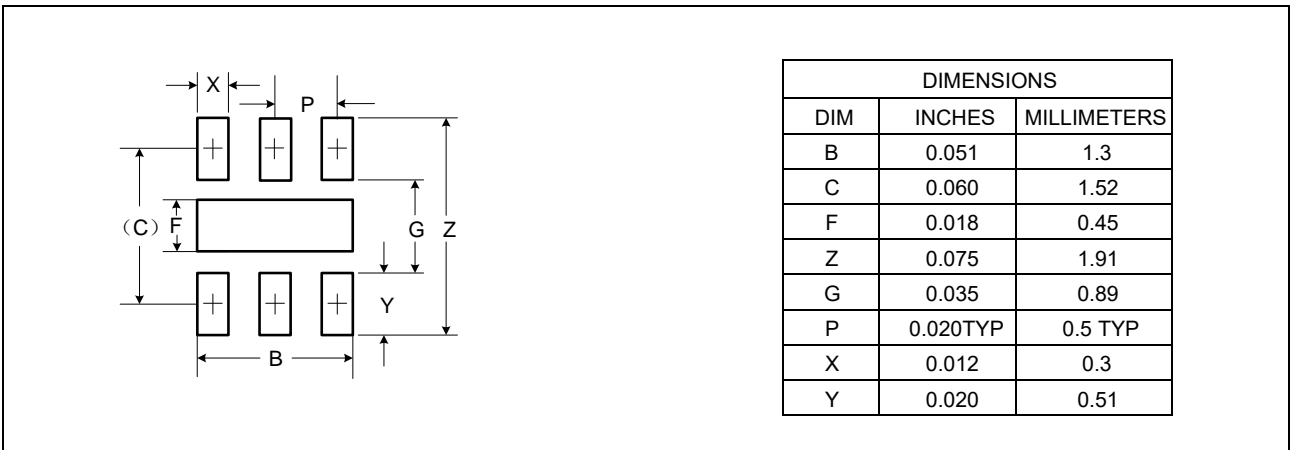 X
P
(C)
F
G
Z
Y
B
DIMENSIONS
DIM INCHES MILLIMETERS
B 0.051 1.3
C 0.060 1.52
F 0.018 0.45
Z 0.075 1.91
G 0.035 0.89
P 0.020TYP 0.5 TYP
X 0.012 0.3
Y 0.020 0.51